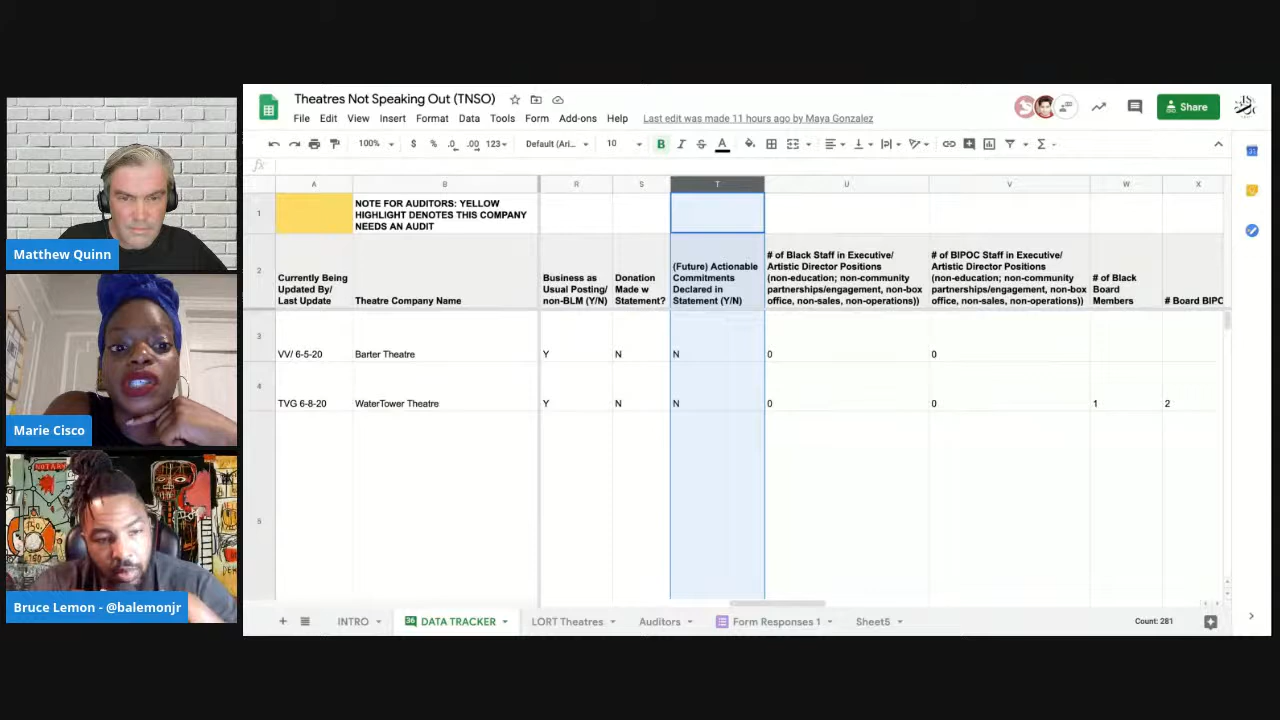 Matthew Quinn
Marie Cisco
NOTARY
Bruce Lemon - @balemonjr
Theatres Not Speaking Out (TNSO)
File Edit View Insert Format Data Tools Form Add-ons Help Last edit was made 11 hours ago by Maya Gonzalez
Share
100% $ % .0 .00 123 Default (Ari... 10 B I S A
fx
A B R S T U V W X
1
NOTE FOR AUDITORS: YELLOW
HIGHLIGHT DENOTES THIS COMPANY
NEEDS AN AUDIT
2
Currently Being
Updated By/
Last Update
Theatre Company Name
Business as
Usual Posting/
non-BLM (Y/N)
Donation
Made w
Statement?
(Future) Actionable
Commitments
Declared in
Statement (Y/N)
# of Black Staff in Executive/
Artistic Director Positions
(non-education; non-community
partnerships/engagement, non-box
office, non-sales, non-operations))
# of BIPOC Staff in Executive/
Artistic Director Positions
(non-education; non-community
partnerships/engagement, non-box
office, non-sales, non-operations))
# of Black
Board
Members
# Board BIPC
3 VV/ 6-5-20 Barter Theatre Y N N 0 0
4 TVG 6-8-20 WaterTower Theatre Y N N 0 0 1 2
5
INTRO DATA TRACKER LORT Theatres Auditors Form Responses 1 Sheet5 Count: 281